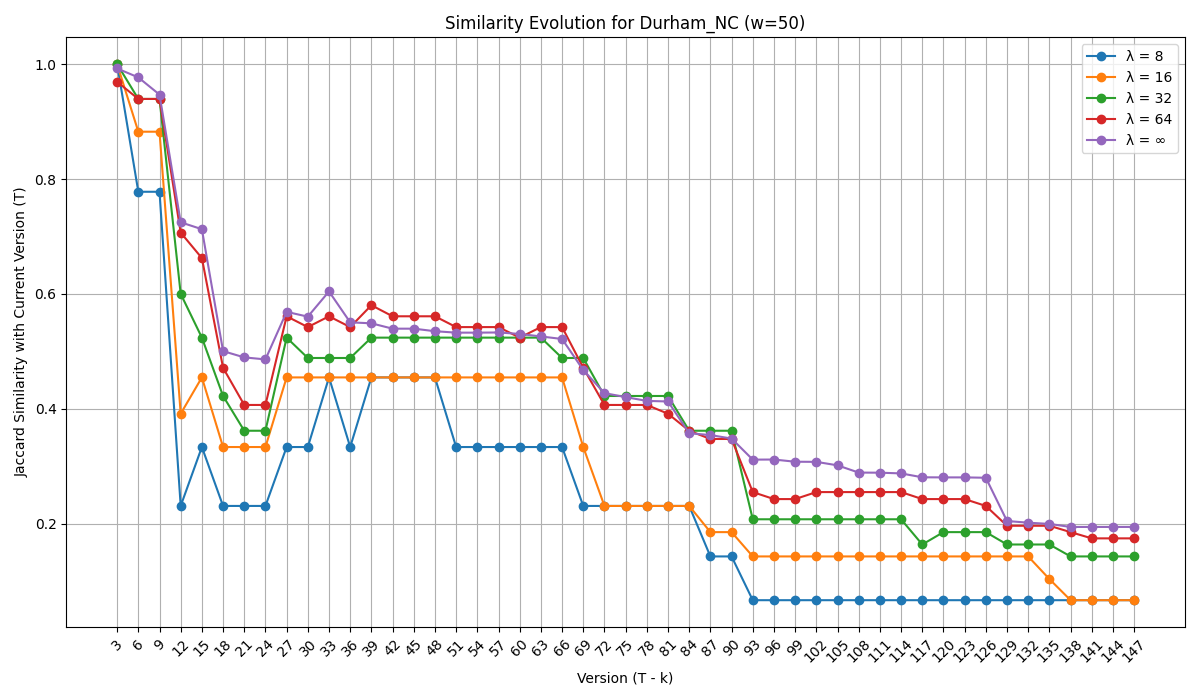 Similarity Evolution for Durham_NC (w=50)
Jaccard Similarity with Current Version (T)
1.0
0.8
0.6
0.4
0.2
λ = 8
λ = 16
λ = 32
λ = 64
λ = ∞
3 6 9 12 15 18 21 24 27 30 33 36 39 42 45 48 51 54 57 60 63 66 69 72 75 78 81 84 87 90 93 96 99 102 105 108 111 114 117 120 123 126 129 132 135 138 141 144 147
Version (T - k)